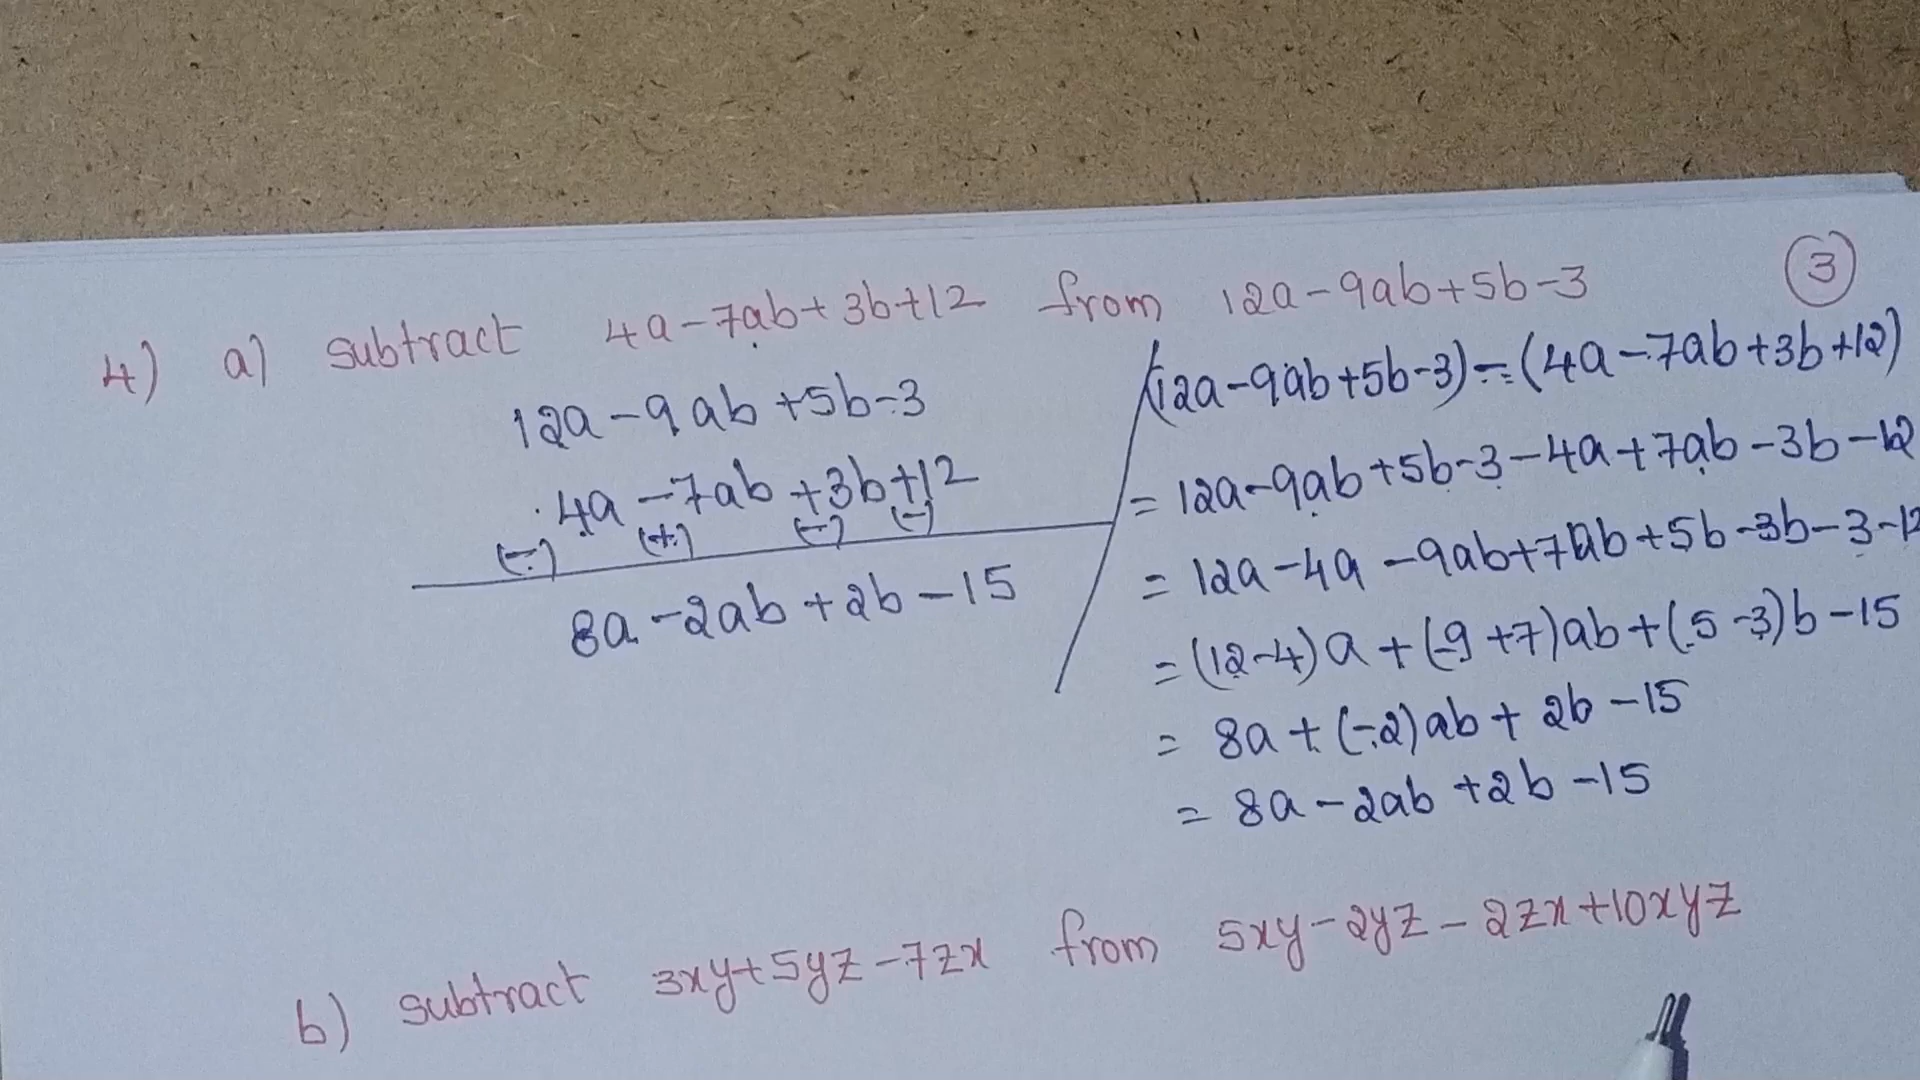 3
4) a) subtract 4a-7ab+3b+12 from 12a-9ab+5b-3
12a-9ab+5b-3
4a-7ab+3b+12
(-) (+) (-) (-)
8a-2ab+2b-15
(12a-9ab+5b-3)-(4a-7ab+3b+12)
= 12a-9ab+5b-3-4a+7ab-3b-12
= 12a-4a-9ab+7ab+5b-3b-3-12
= (12-4)a+(-9+7)ab+(5-3)b-15
= 8a+(-2)ab+2b-15
= 8a-2ab+2b-15
b) subtract 3xy+5yz-7zx from 5xy-2yz-2zx+10xyz